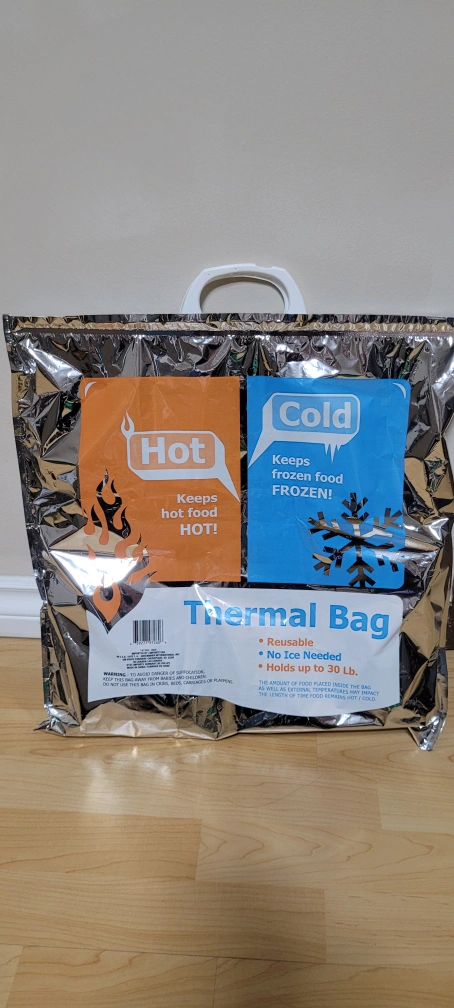 Hot
Keeps
hot food
HOT!
Cold
Keeps
frozen food
FROZEN!
Thermal Bag
• Reusable
• No Ice Needed
• Holds up to 30 Lb.
WARNING - TO AVOID DANGER OF SUFFOCATION,
KEEP THIS BAG AWAY FROM BABIES AND CHILDREN.
DO NOT USE THIS BAG IN CRIBS, BEDS, CARRIAGES OR PLAYPENS.
THE AMOUNT OF FOOD PLACED INSIDE THE BAG
AS WELL AS EXTERNAL TEMPERATURES MAY IMPACT
THE LENGTH OF TIME FOOD REMAINS HOT / COLD.